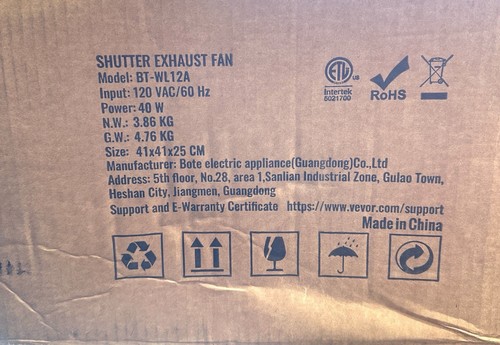 SHUTTER EXHAUST FAN
Model: BT-WL12A
Input: 120 VAC/60 Hz
Power: 40 W
N.W.: 3.86 KG
G.W.: 4.76 KG
Size: 41x41x25 CM
Manufacturer: Bote electric appliance(Guangdong)Co.,Ltd
Address: 5th floor, No.28, area 1,Sanlian Industrial Zone, Gulao Town,
Heshan City, Jiangmen, Guangdong
Support and E-Warranty Certificate https://www.vevor.com/support
Made in China
ETL
US
Intertek
5021700
RoHS